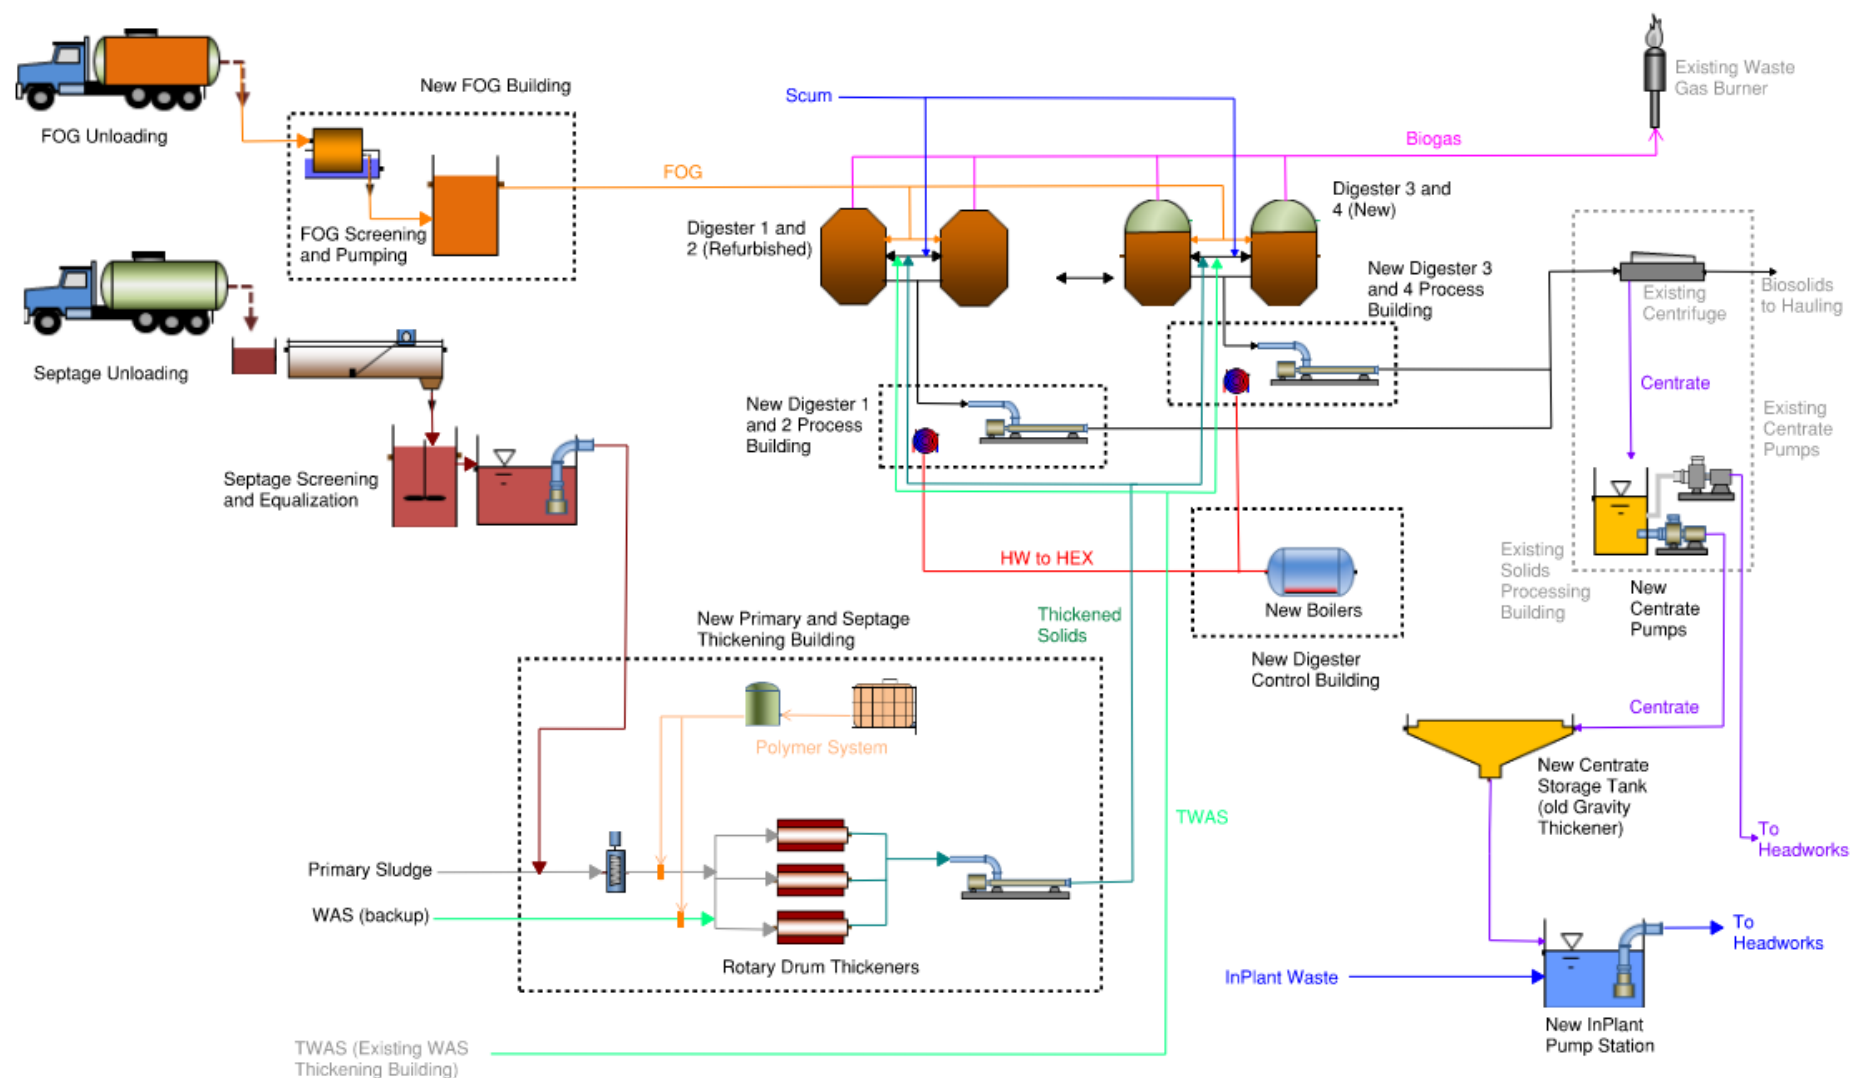 FOG Unloading
New FOG Building
FOG Screening
and Pumping
FOG
Scum
Biogas
Existing Waste
Gas Burner
Digester 1 and
2 (Refurbished)
Digester 3 and
4 (New)
New Digester 3
and 4 Process
Building
Existing
Centrifuge
Biosolids
to Hauling
Septage Unloading
Septage Screening
and Equalization
New Digester 1
and 2 Process
Building
Centrate
Existing
Centrate
Pumps
HW to HEX
New Boilers
New Digester
Control Building
Existing
Solids
Processing
Building
New
Centrate
Pumps
New Primary and Septage
Thickening Building
Thickened
Solids
Polymer System
Centrate
New Centrate
Storage Tank
(old Gravity
Thickener)
To
Headworks
TWAS
Primary Sludge
WAS (backup)
Rotary Drum Thickeners
To
Headworks
InPlant Waste
New InPlant
Pump Station
TWAS (Existing WAS
Thickening Building)